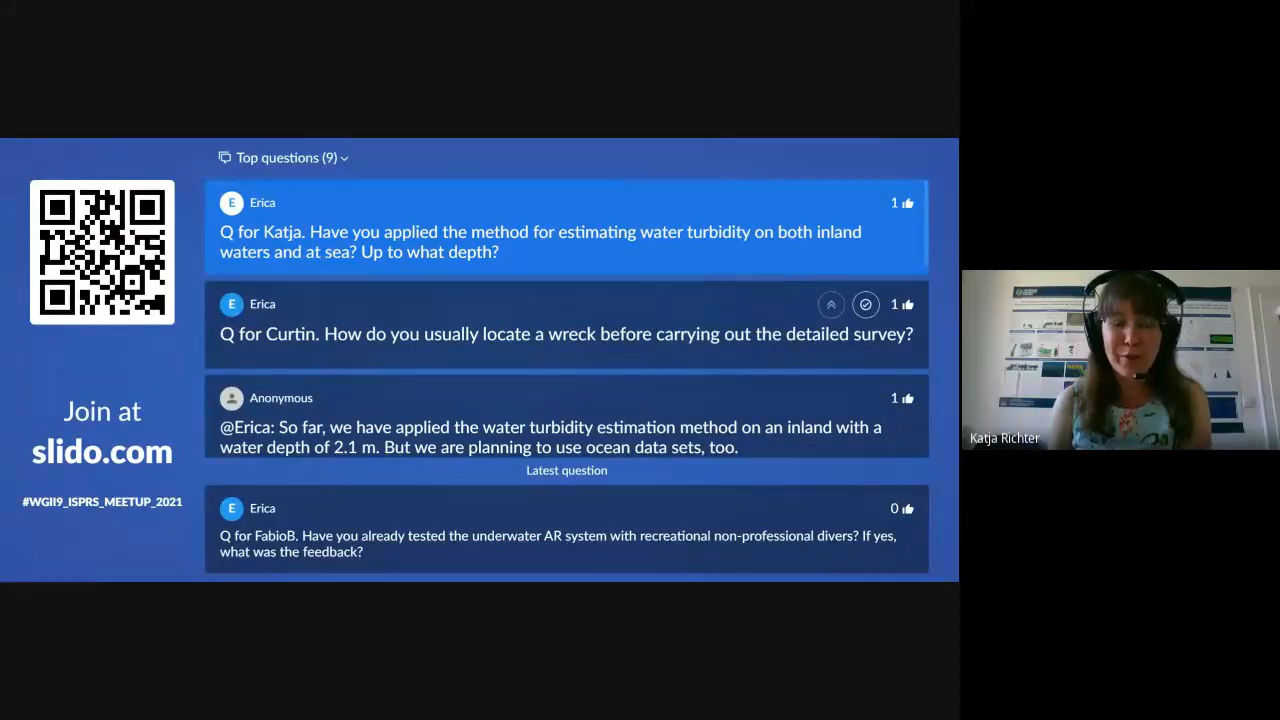 Top questions (9)
E Erica
1
Q for Katja. Have you applied the method for estimating water turbidity on both inland
waters and at sea? Up to what depth?
E Erica
1
Q for Curtin. How do you usually locate a wreck before carrying out the detailed survey?
Anonymous
1
@Erica: So far, we have applied the water turbidity estimation method on an inland with a
water depth of 2.1 m. But we are planning to use ocean data sets, too.
Latest question
E Erica
0
Q for FabioB. Have you already tested the underwater AR system with recreational non-professional divers? If yes,
what was the feedback?
Join at
slido.com
#WGII9_ISPRS_MEETUP_2021
Katja Richter